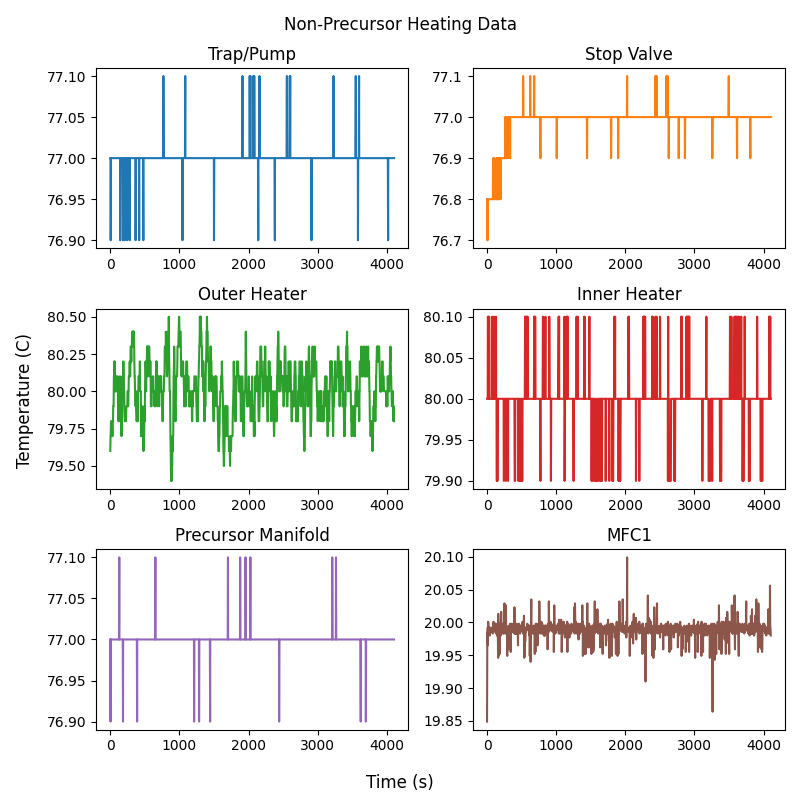 Non-Precursor Heating Data
Trap/Pump
Stop Valve
77.10
77.05
77.00
76.95
76.90
0 1000 2000 3000 4000
77.1
77.0
76.9
76.8
76.7
0 1000 2000 3000 4000
Outer Heater
Inner Heater
Temperature (C)
80.50
80.25
80.00
79.75
79.50
0 1000 2000 3000 4000
80.10
80.05
80.00
79.95
79.90
0 1000 2000 3000 4000
Precursor Manifold
MFC1
77.10
77.05
77.00
76.95
76.90
0 1000 2000 3000 4000
20.10
20.05
20.00
19.95
19.90
19.85
0 1000 2000 3000 4000
Time (s)